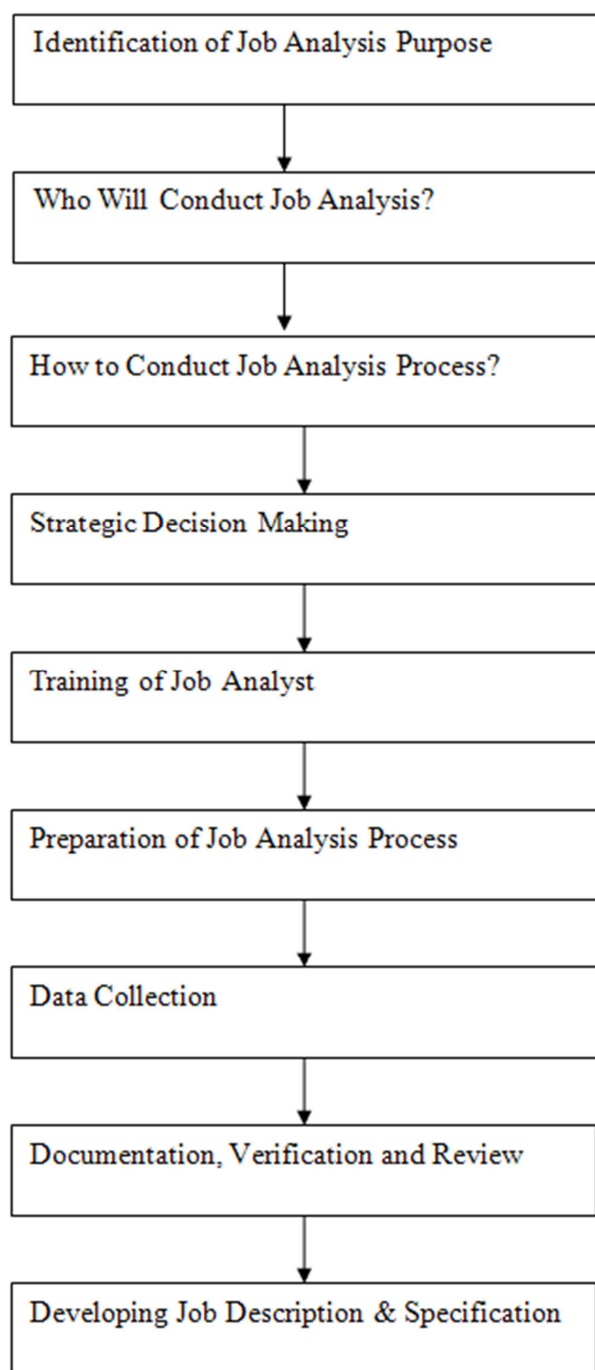 Identification of Job Analysis Purpose
Who Will Conduct Job Analysis?
How to Conduct Job Analysis Process?
Strategic Decision Making
Training of Job Analyst
Preparation of Job Analysis Process
Data Collection
Documentation, Verification and Review
Developing Job Description & Specification